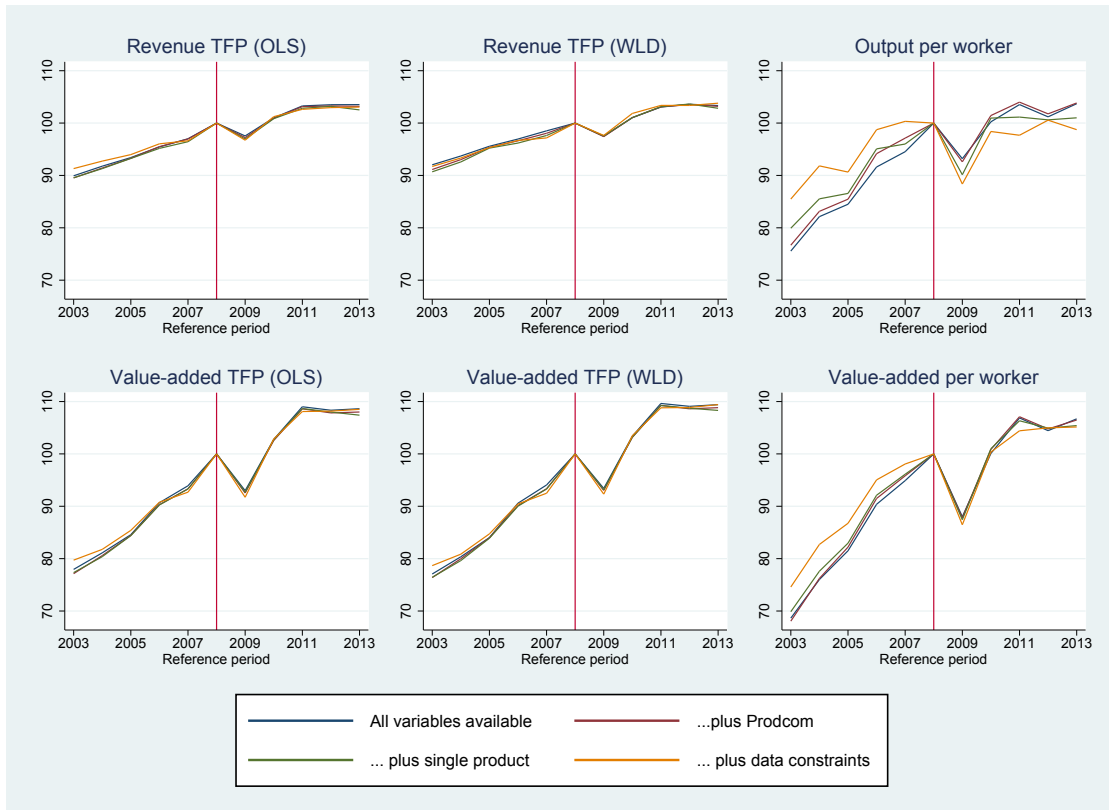 Revenue TFP (OLS)
Revenue TFP (WLD)
Output per worker
110
100
90
80
70
2003 2005 2007 2009 2011 2013
Reference period
110
100
90
80
70
2003 2005 2007 2009 2011 2013
Reference period
110
100
90
80
70
2003 2005 2007 2009 2011 2013
Reference period
Value-added TFP (OLS)
Value-added TFP (WLD)
Value-added per worker
110
100
90
80
70
2003 2005 2007 2009 2011 2013
Reference period
110
100
90
80
70
2003 2005 2007 2009 2011 2013
Reference period
110
100
90
80
70
2003 2005 2007 2009 2011 2013
Reference period
All variables available
...plus Prodcom
... plus single product
... plus data constraints